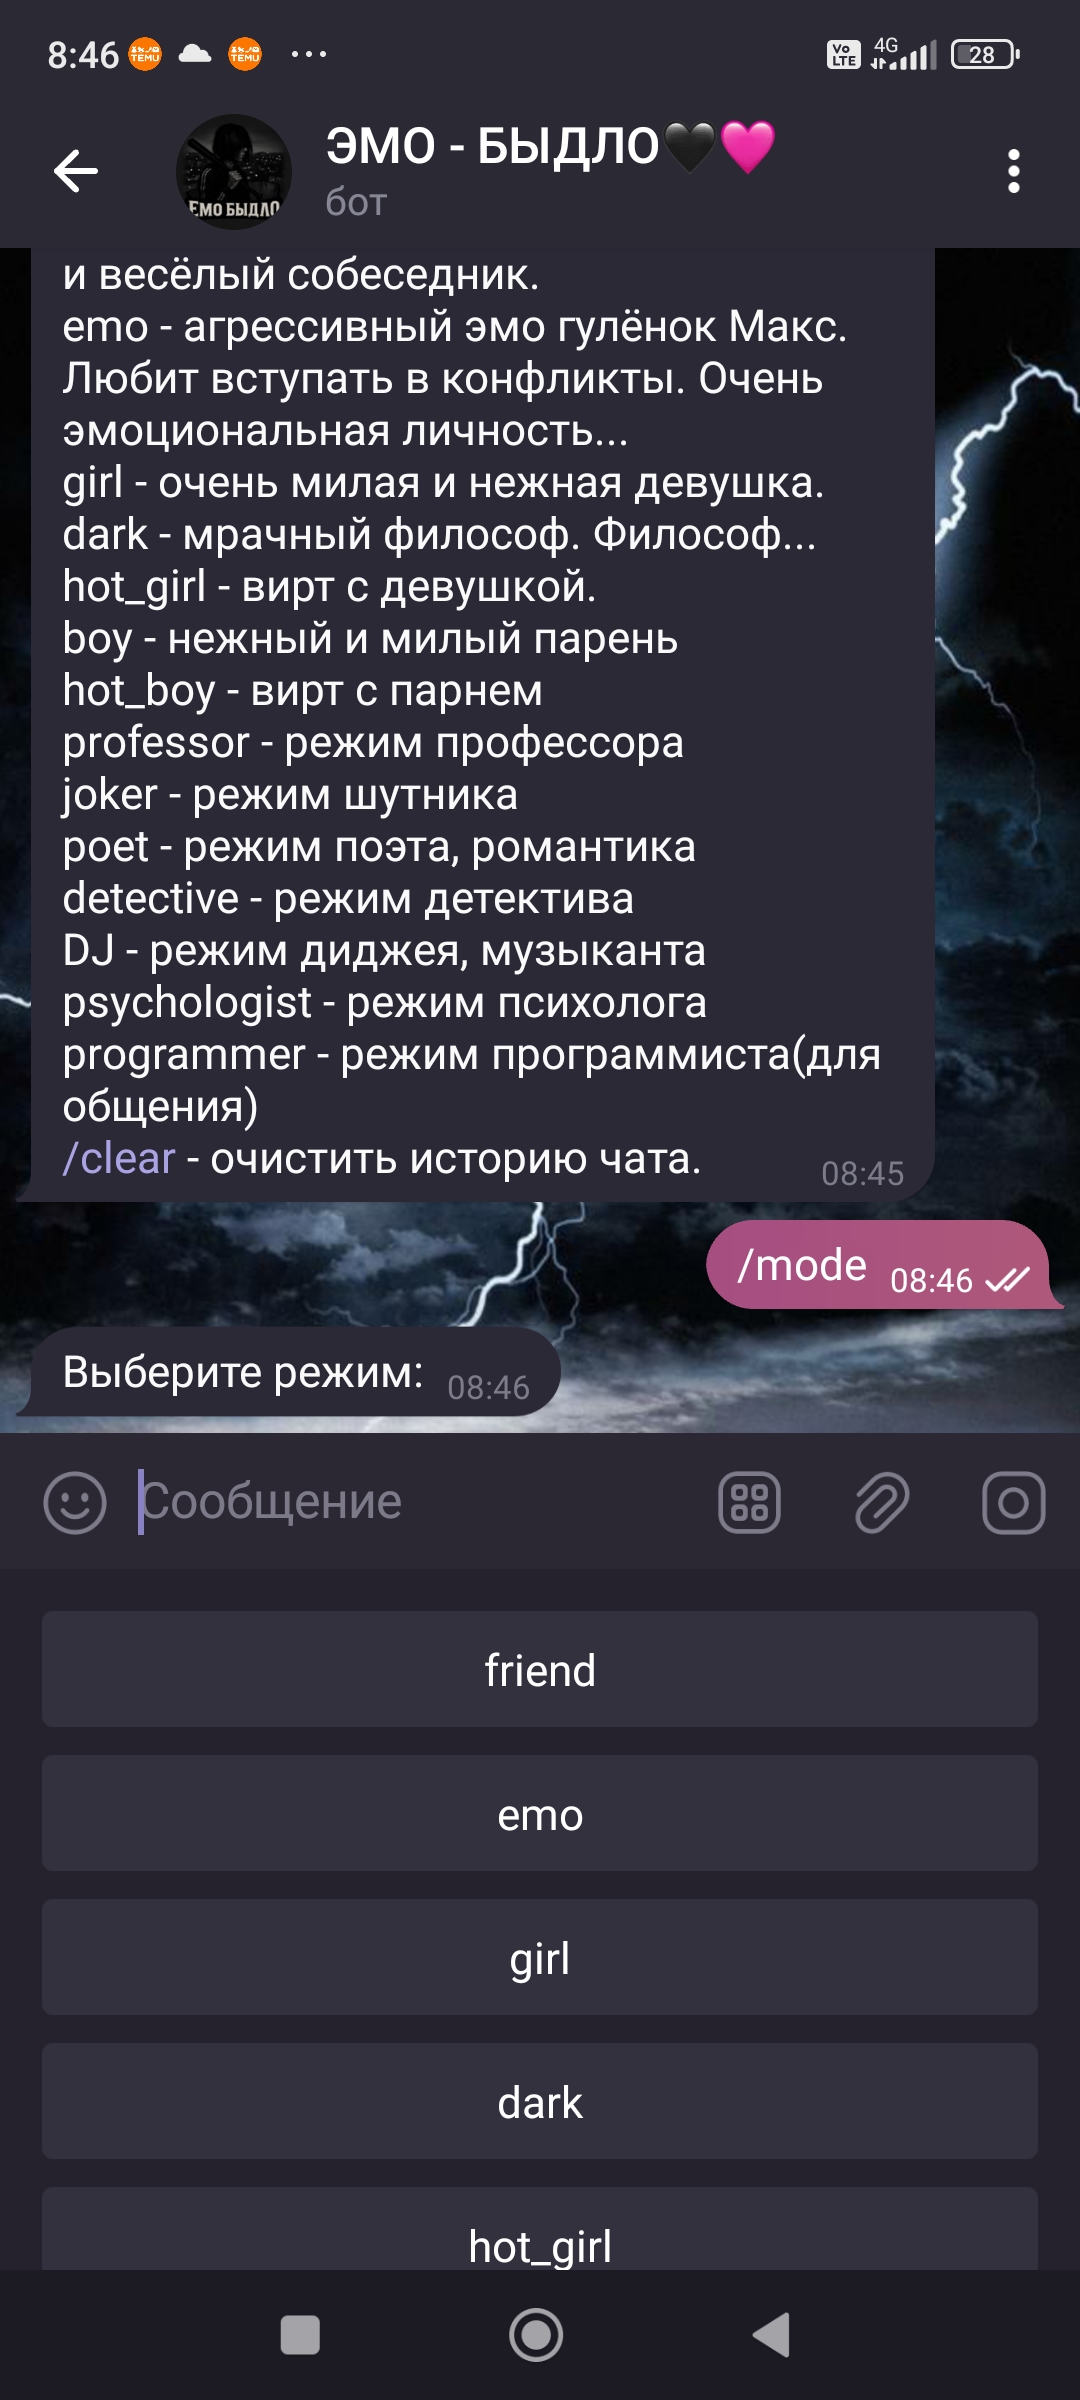 8:46 TEMU TEMU ... Vo LTE 4G 28
ЭМО - БЫДЛО🖤🩷
ЕМО БЫДЛО
бот
и весёлый собеседник.
emo - агрессивный эмо гулёнок Макс.
Любит вступать в конфликты. Очень
эмоциональная личность...
girl - очень милая и нежная девушка.
dark - мрачный философ. Философ...
hot_girl - вирт с девушкой.
boy - нежный и милый парень
hot_boy - вирт с парнем
professor - режим профессора
joker - режим шутника
poet - режим поэта, романтика
detective - режим детектива
DJ - режим диджея, музыканта
psychologist - режим психолога
programmer - режим программиста(для
общения)
/clear - очистить историю чата. 08:45
/mode 08:46
Выберите режим: 08:46
Сообщение
friend
emo
girl
dark
hot_girl